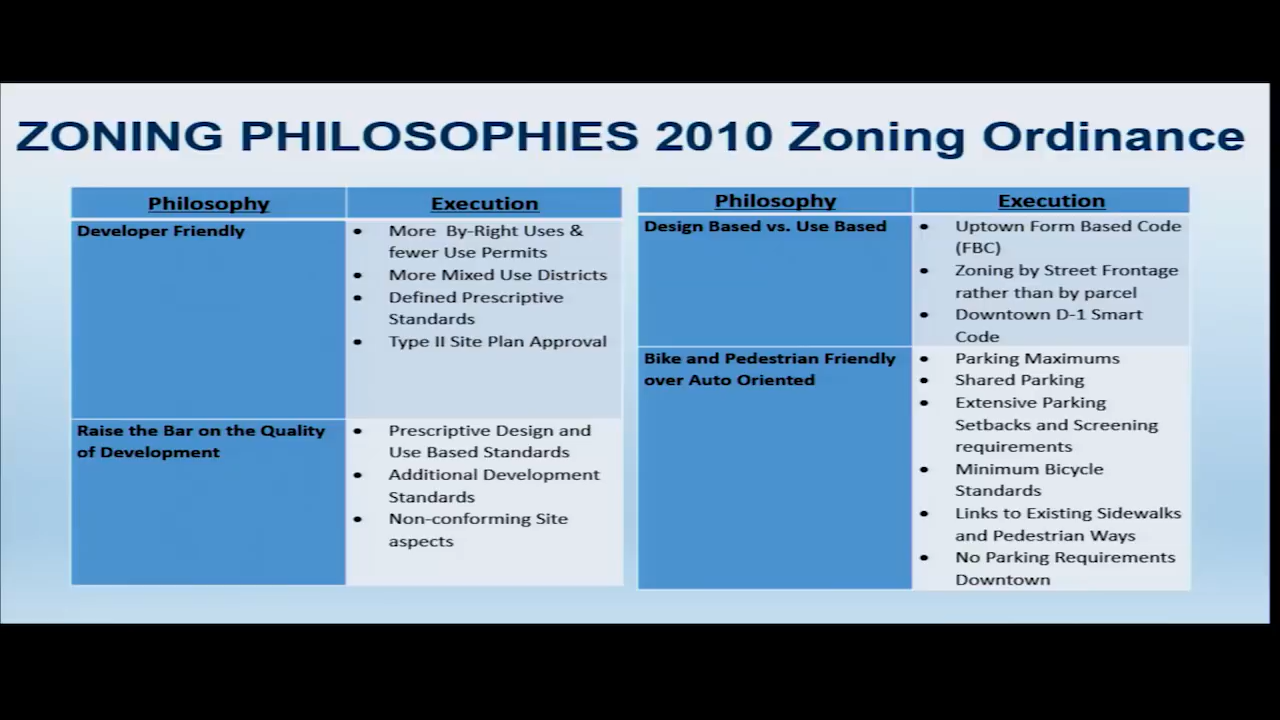 ZONING PHILOSOPHIES 2010 Zoning Ordinance
Philosophy
Execution
Developer Friendly
• More By-Right Uses &
fewer Use Permits
• More Mixed Use Districts
• Defined Prescriptive
Standards
• Type II Site Plan Approval
Raise the Bar on the Quality
of Development
• Prescriptive Design and
Use Based Standards
• Additional Development
Standards
• Non-conforming Site
aspects
Philosophy
Execution
Design Based vs. Use Based
• Uptown Form Based Code
(FBC)
• Zoning by Street Frontage
rather than by parcel
• Downtown D-1 Smart
Code
Bike and Pedestrian Friendly
over Auto Oriented
• Parking Maximums
• Shared Parking
• Extensive Parking
Setbacks and Screening
requirements
• Minimum Bicycle
Standards
• Links to Existing Sidewalks
and Pedestrian Ways
• No Parking Requirements
Downtown